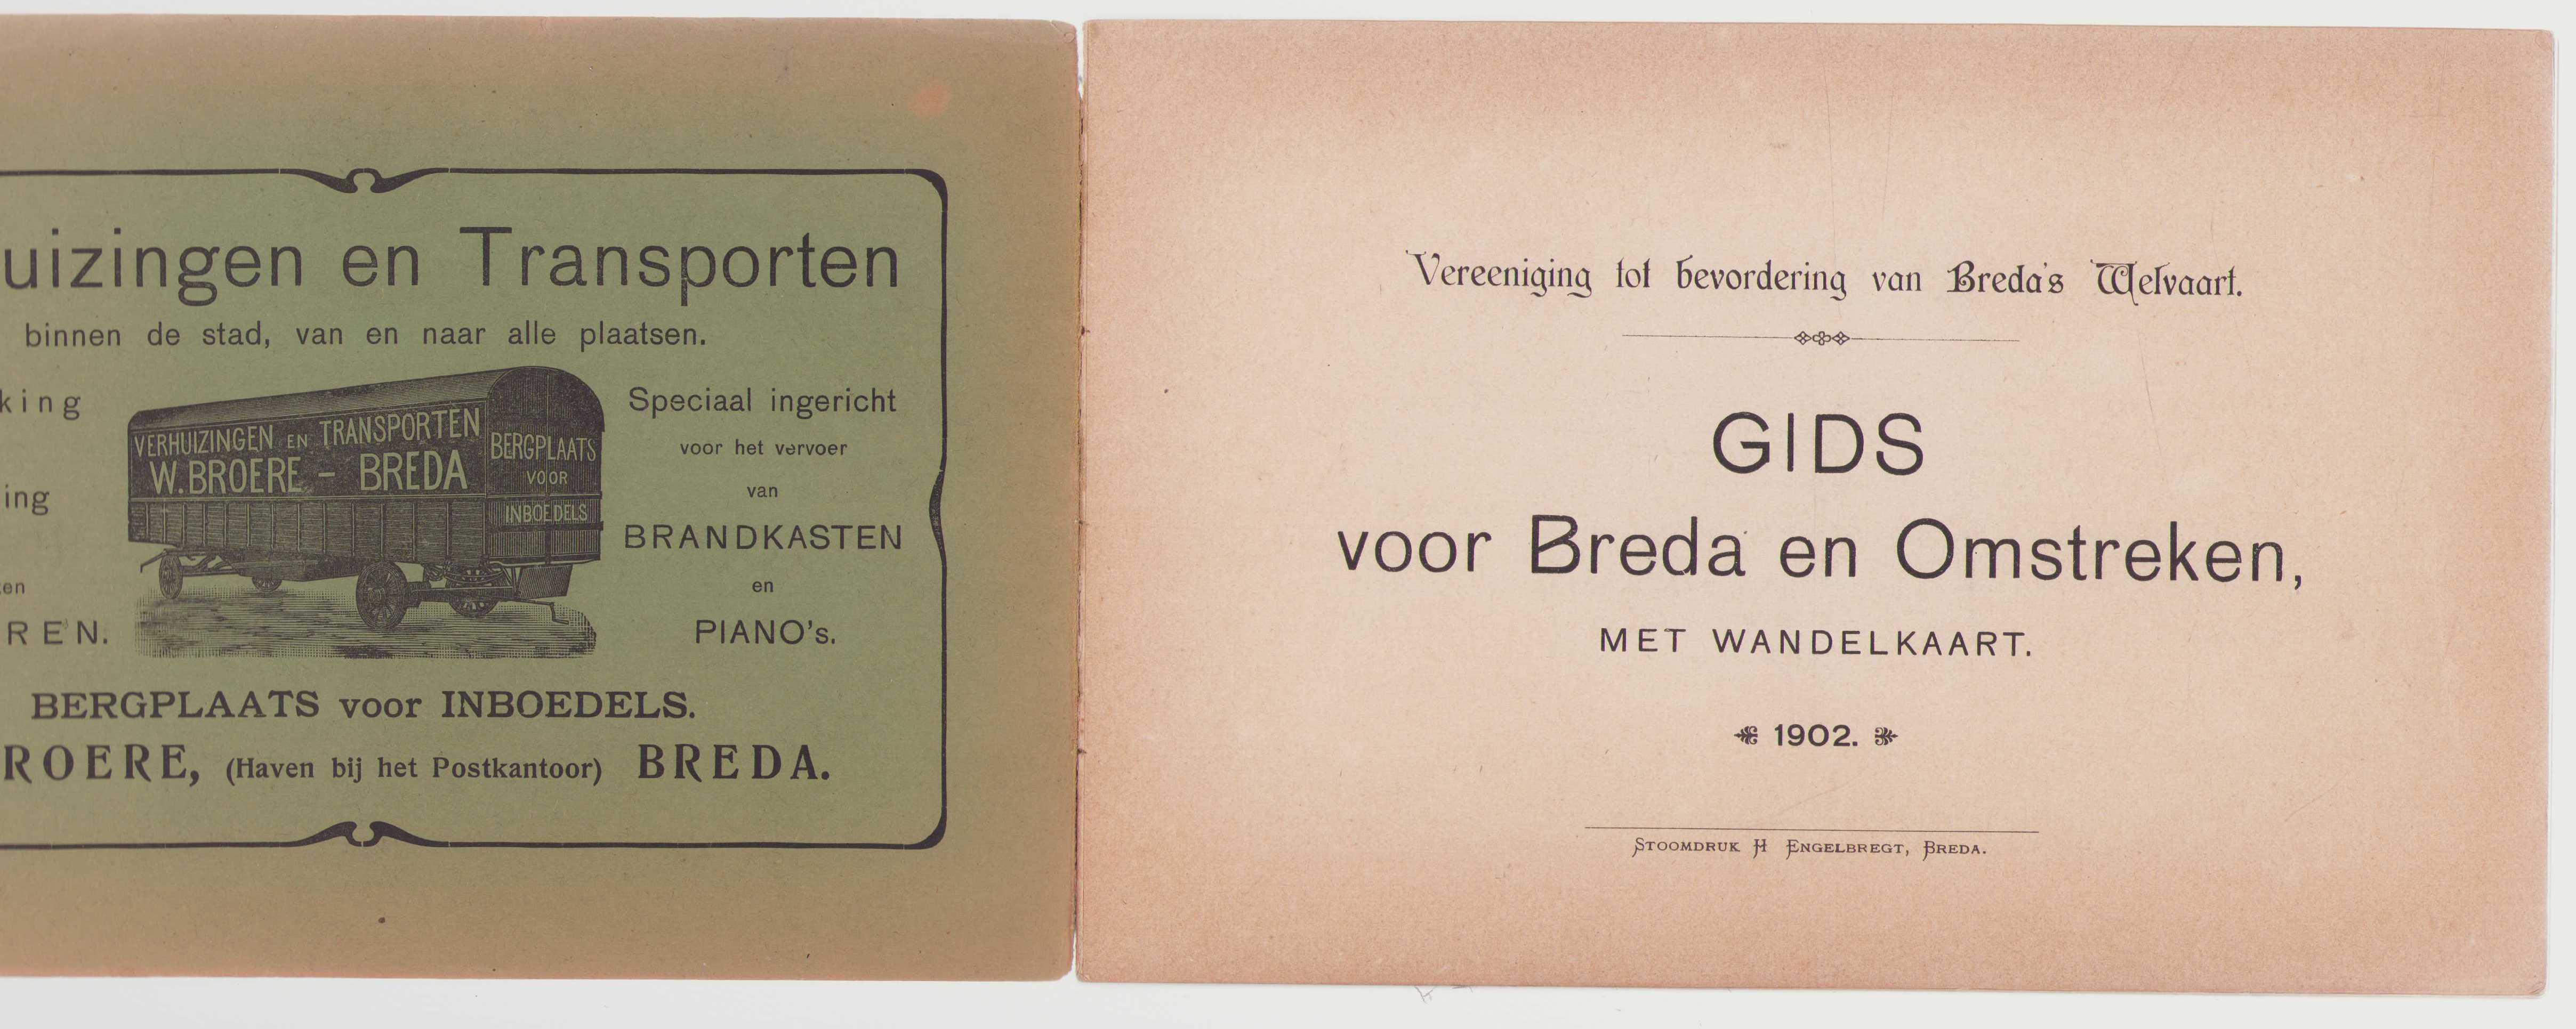 uizingen en Transporten
binnen de stad, van en naar alle plaatsen.
king
ing
en
REN.
VERHUIZINGEN EN TRANSPORTEN
W. BROERE - BREDA
BERGPLAATS
VOOR
INBOEDELS
Speciaal ingericht
voor het vervoer
van
BRANDKASTEN
en
PIANO's.
BERGPLAATS voor INBOEDELS.
ROERE, (Haven bij het Postkantoor) BREDA.
Vereeniging tot bevordering van Breda's Welvaart.
GIDS
voor Breda en Omstreken,
MET WANDELKAART.
1902.
STOOMDRUK H ENGELBREGT, BREDA.